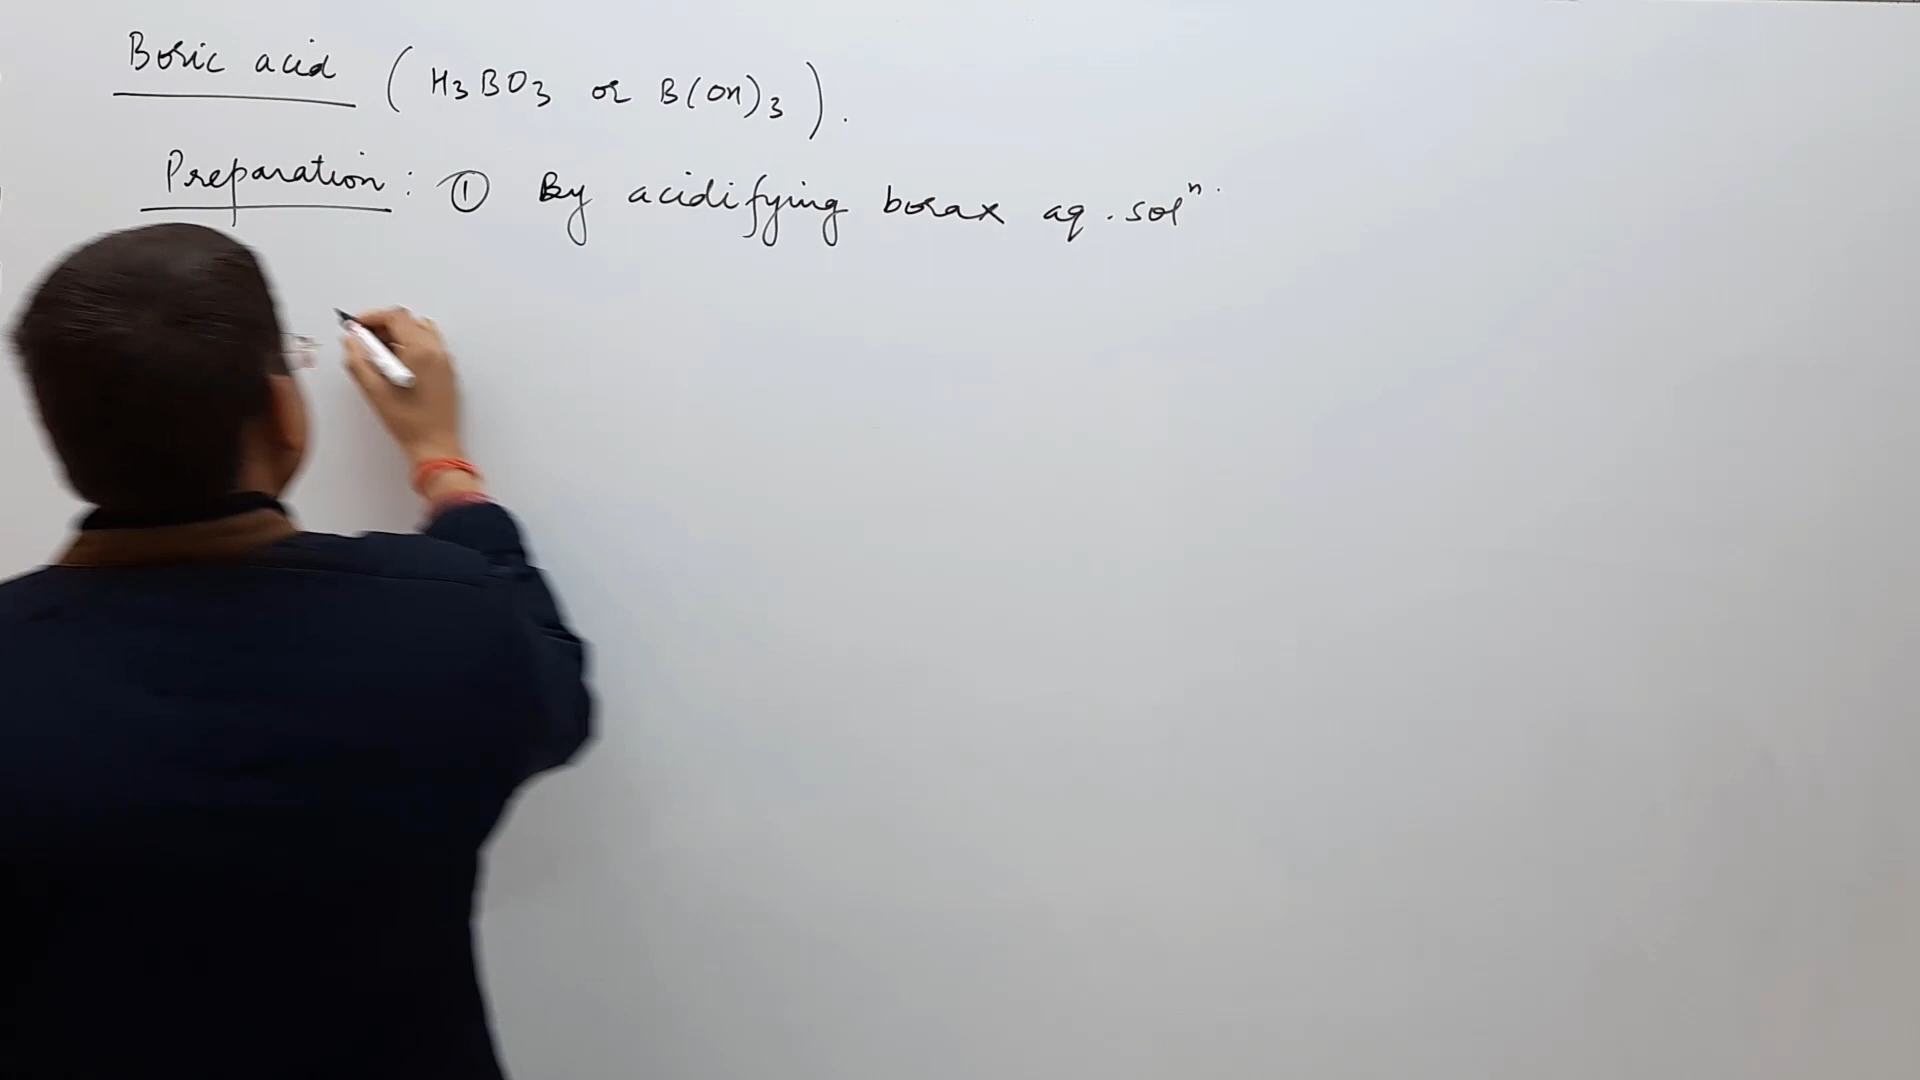 Boric acid (H₃BO₃ or B(OH)₃).
Preparation: ① By acidifying borax aq. solⁿ.